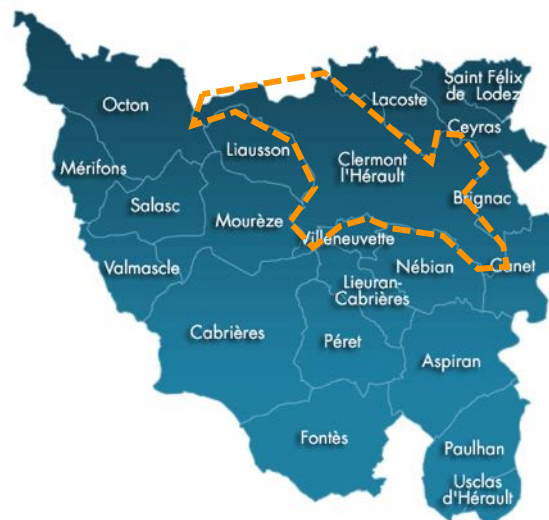 Octon
Lacoste
Saint Félix
de Lodez
Ceyras
Liausson
Clermont
l'Hérault
Mérifons
Salasc
Brignac
Mourèze
Villeneuvette
Valmascle
Nébian
Canet
Lieuran-
Cabrières
Cabrières
Péret
Aspiran
Fontès
Paulhan
Usclas
d'Hérault